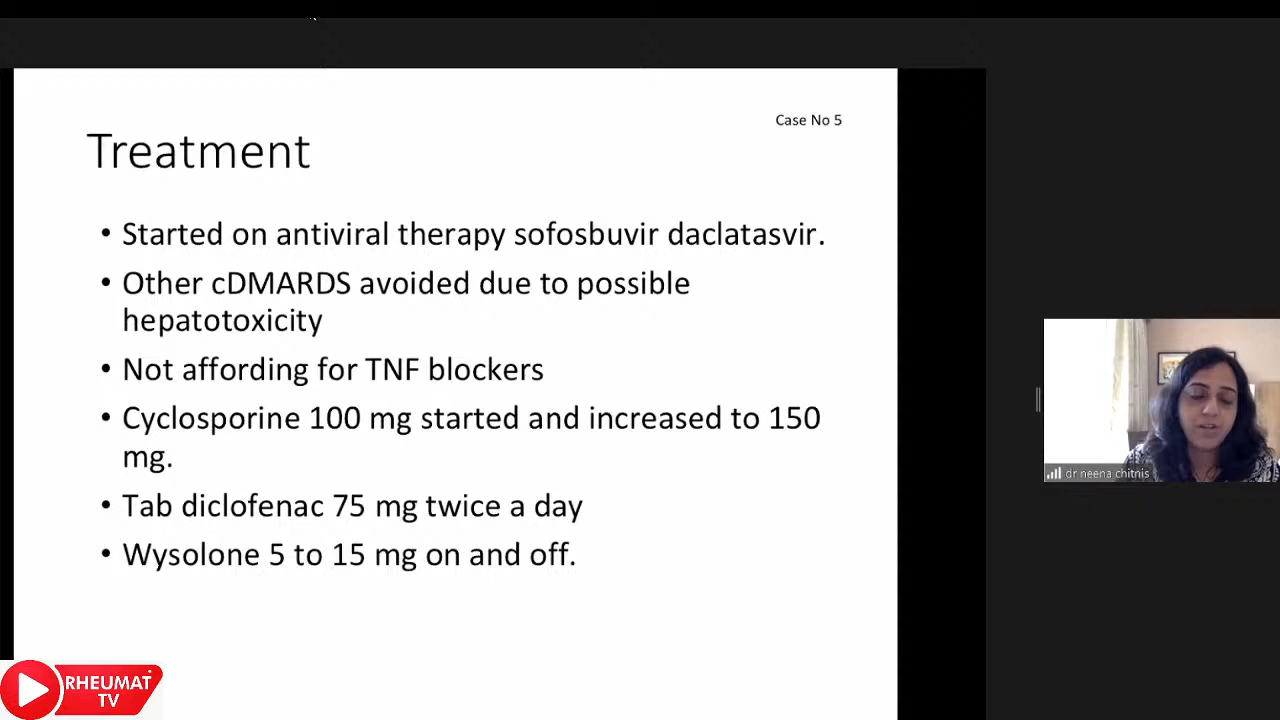 Case No 5
Treatment
• Started on antiviral therapy sofosbuvir daclatasvir.
• Other cDMARDS avoided due to possible
hepatotoxicity
• Not affording for TNF blockers
• Cyclosporine 100 mg started and increased to 150
mg.
• Tab diclofenac 75 mg twice a day
• Wysolone 5 to 15 mg on and off.
dr neena chitnis
RHEUMAT
TV